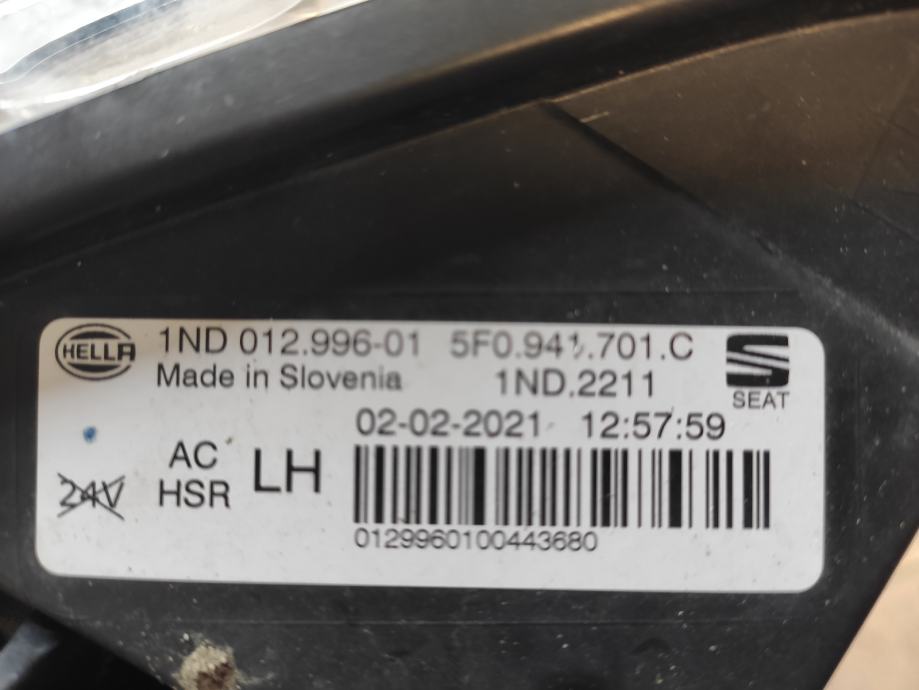 HELLA
1ND 012.996-01 5F0.941.701.C
Made in Slovenia 1ND.2211
SEAT
02-02-2021 12:57:59
AC
24V HSR LH
01299600100443680